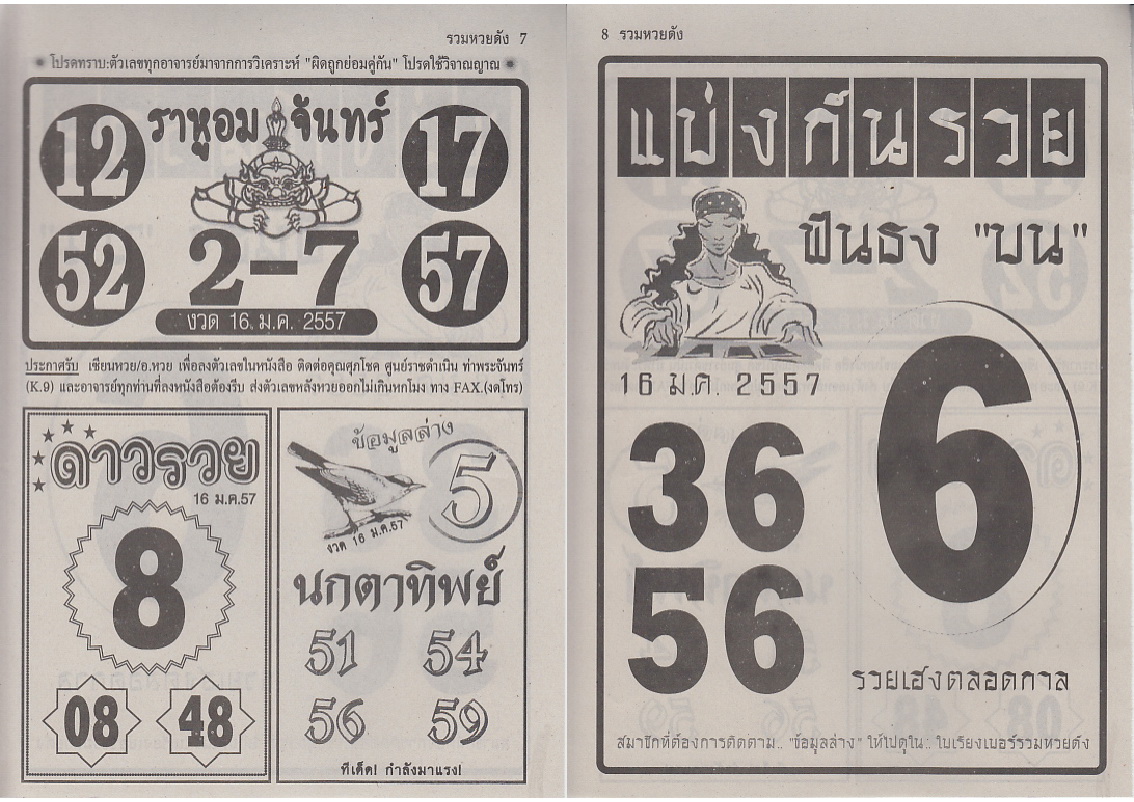 รวมหวยดัง 7
โปรดทราบ:ตัวเลขทุกอาจารย์มาจากการวิเคราะห์ "ผิดถูกย่อมคู่กัน" โปรดใช้วิจาณญาณ
12 ราหูอมจันทร์ 17
52 2-7 57
งวด 16. ม.ค. 2557
ประกาศรับ เซียนหวย/อ.หวย เพื่อลงตัวเลขในหนังสือ ติดต่อคุณศุภโชค ศูนย์ราชดำเนิน ท่าพระจันทร์
(K.9) และอาจารย์ทุกท่านที่ลงหนังสือต้องรีบ ส่งตัวเลขหลังหวยออกไม่เกินหกโมง ทาง FAX.(งดโทร)
ดาวรวย
16 ม.ค.57
8
08 48
ข้อมูลล่าง
5
งวด 16 ม.ค.57
นกตาทิพย์
51 54
56 59
ทีเด็ด! กำลังมาแรง!
8 รวมหวยดัง
แบ่งกันรวย
ฟันธง "บน"
16 ม.ค. 2557
6
36
56
รวยเฮงตลอดกาล
สมาชิกที่ต้องการติดตาม.. "ข้อมูลล่าง" ให้ไปดูใน.. ใบเรียงเบอร์รวมหวยดัง